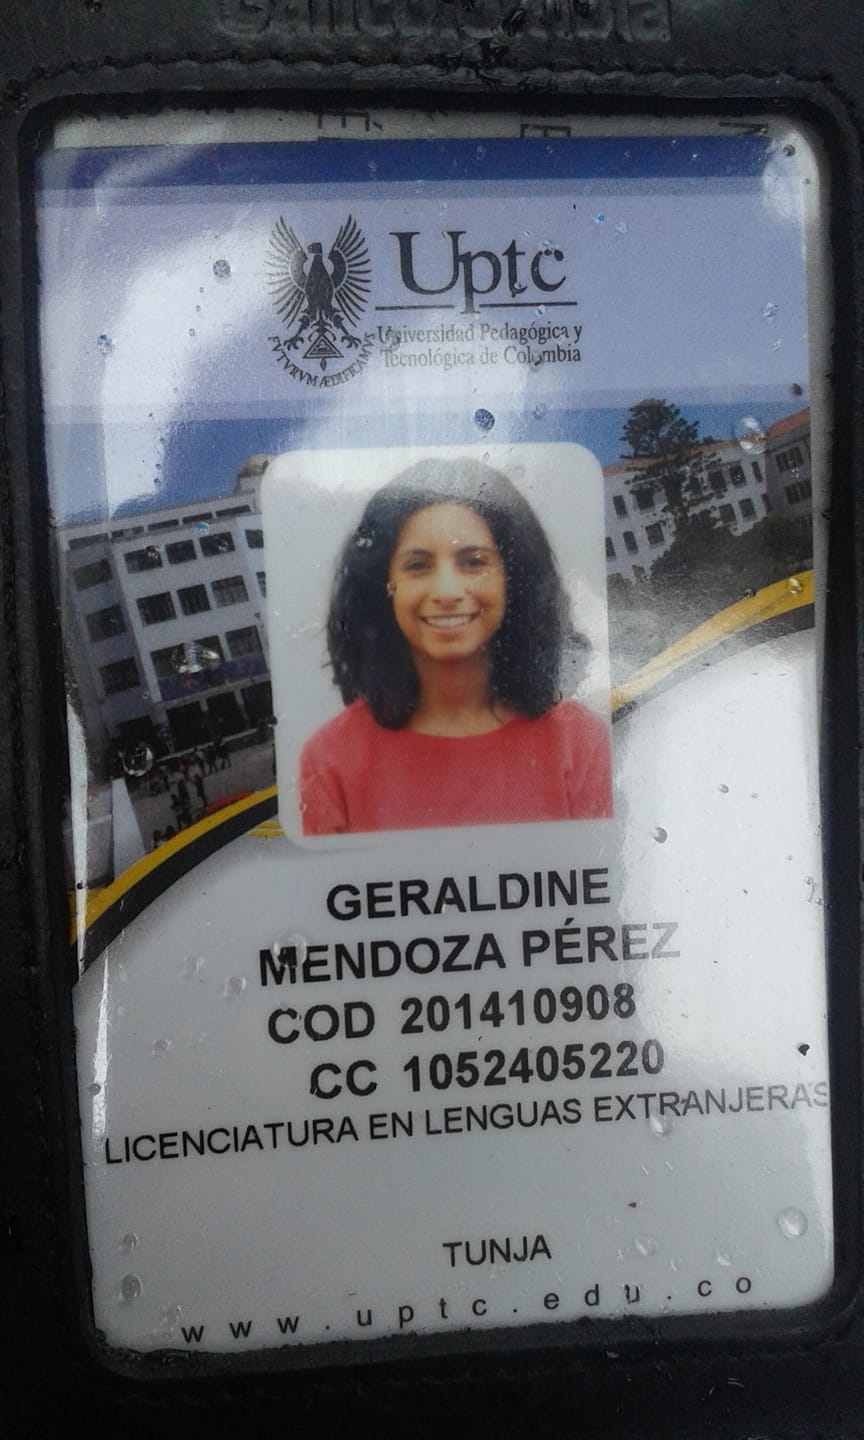 Uptc
Universidad Pedagógica y
Tecnológica de Colombia
FVTVRVM ÆDIFICAMVS
GERALDINE
MENDOZA PÉREZ
COD 201410908
CC 1052405220
LICENCIATURA EN LENGUAS EXTRANJERAS
TUNJA
www.uptc.edu.co